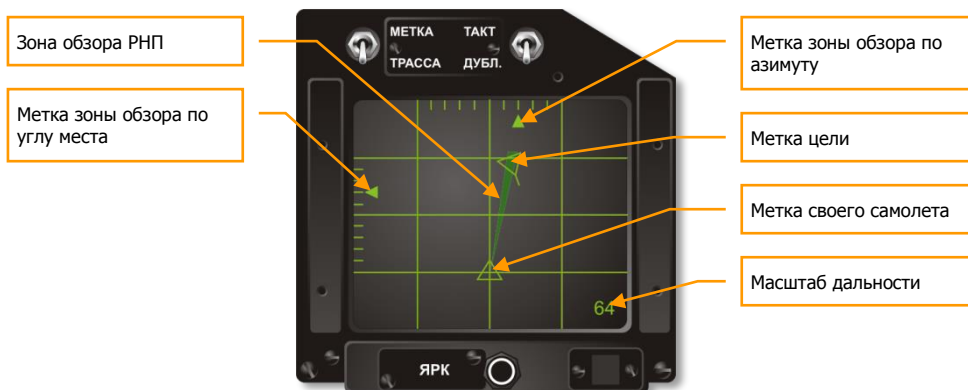 Зона обзора РНП
Метка зоны обзора по
углу места
МЕТКА ТАКТ
ТРАССА ДУБЛ.
64
ЯРК
Метка зоны обзора по
азимуту
Метка цели
Метка своего самолета
Масштаб дальности